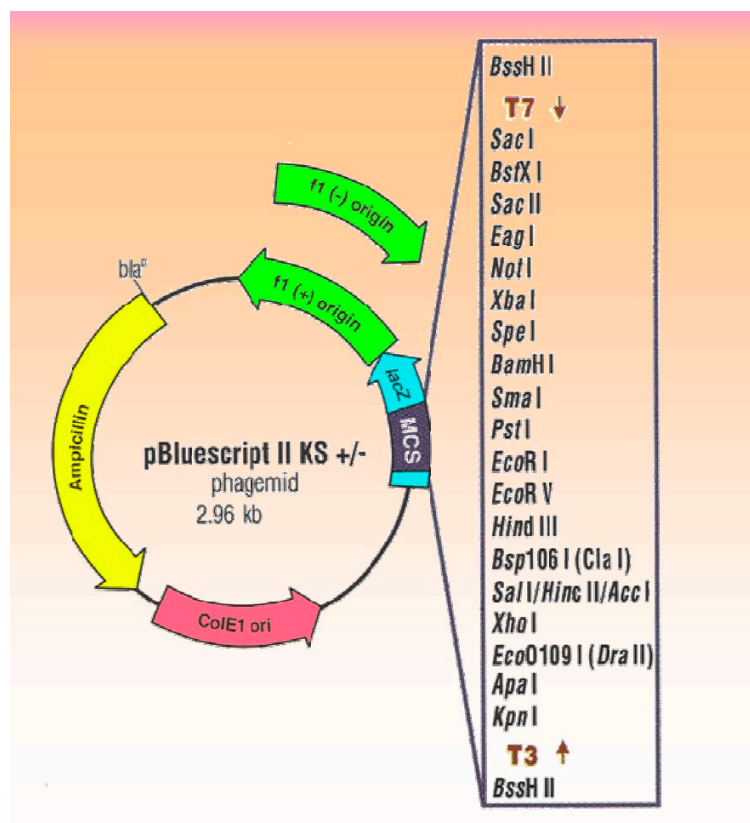 BssH II
T7 ↓
Sac I
BstX I
Sac II
Eag I
Not I
Xba I
Spe I
BamH I
Sma I
Pst I
EcoR I
EcoR V
Hind III
Bsp106 I (Cla I)
Sal I/Hinc II/Acc I
Xho I
EcoO109 I (Dra II)
Apa I
Kpn I
T3 ↑
BssH II
f1 (-) origin
f1 (+) origin
bla
lacZ
MCS
Ampicillin
pBluescript II KS +/-
phagemid
2.96 kb
ColE1 ori